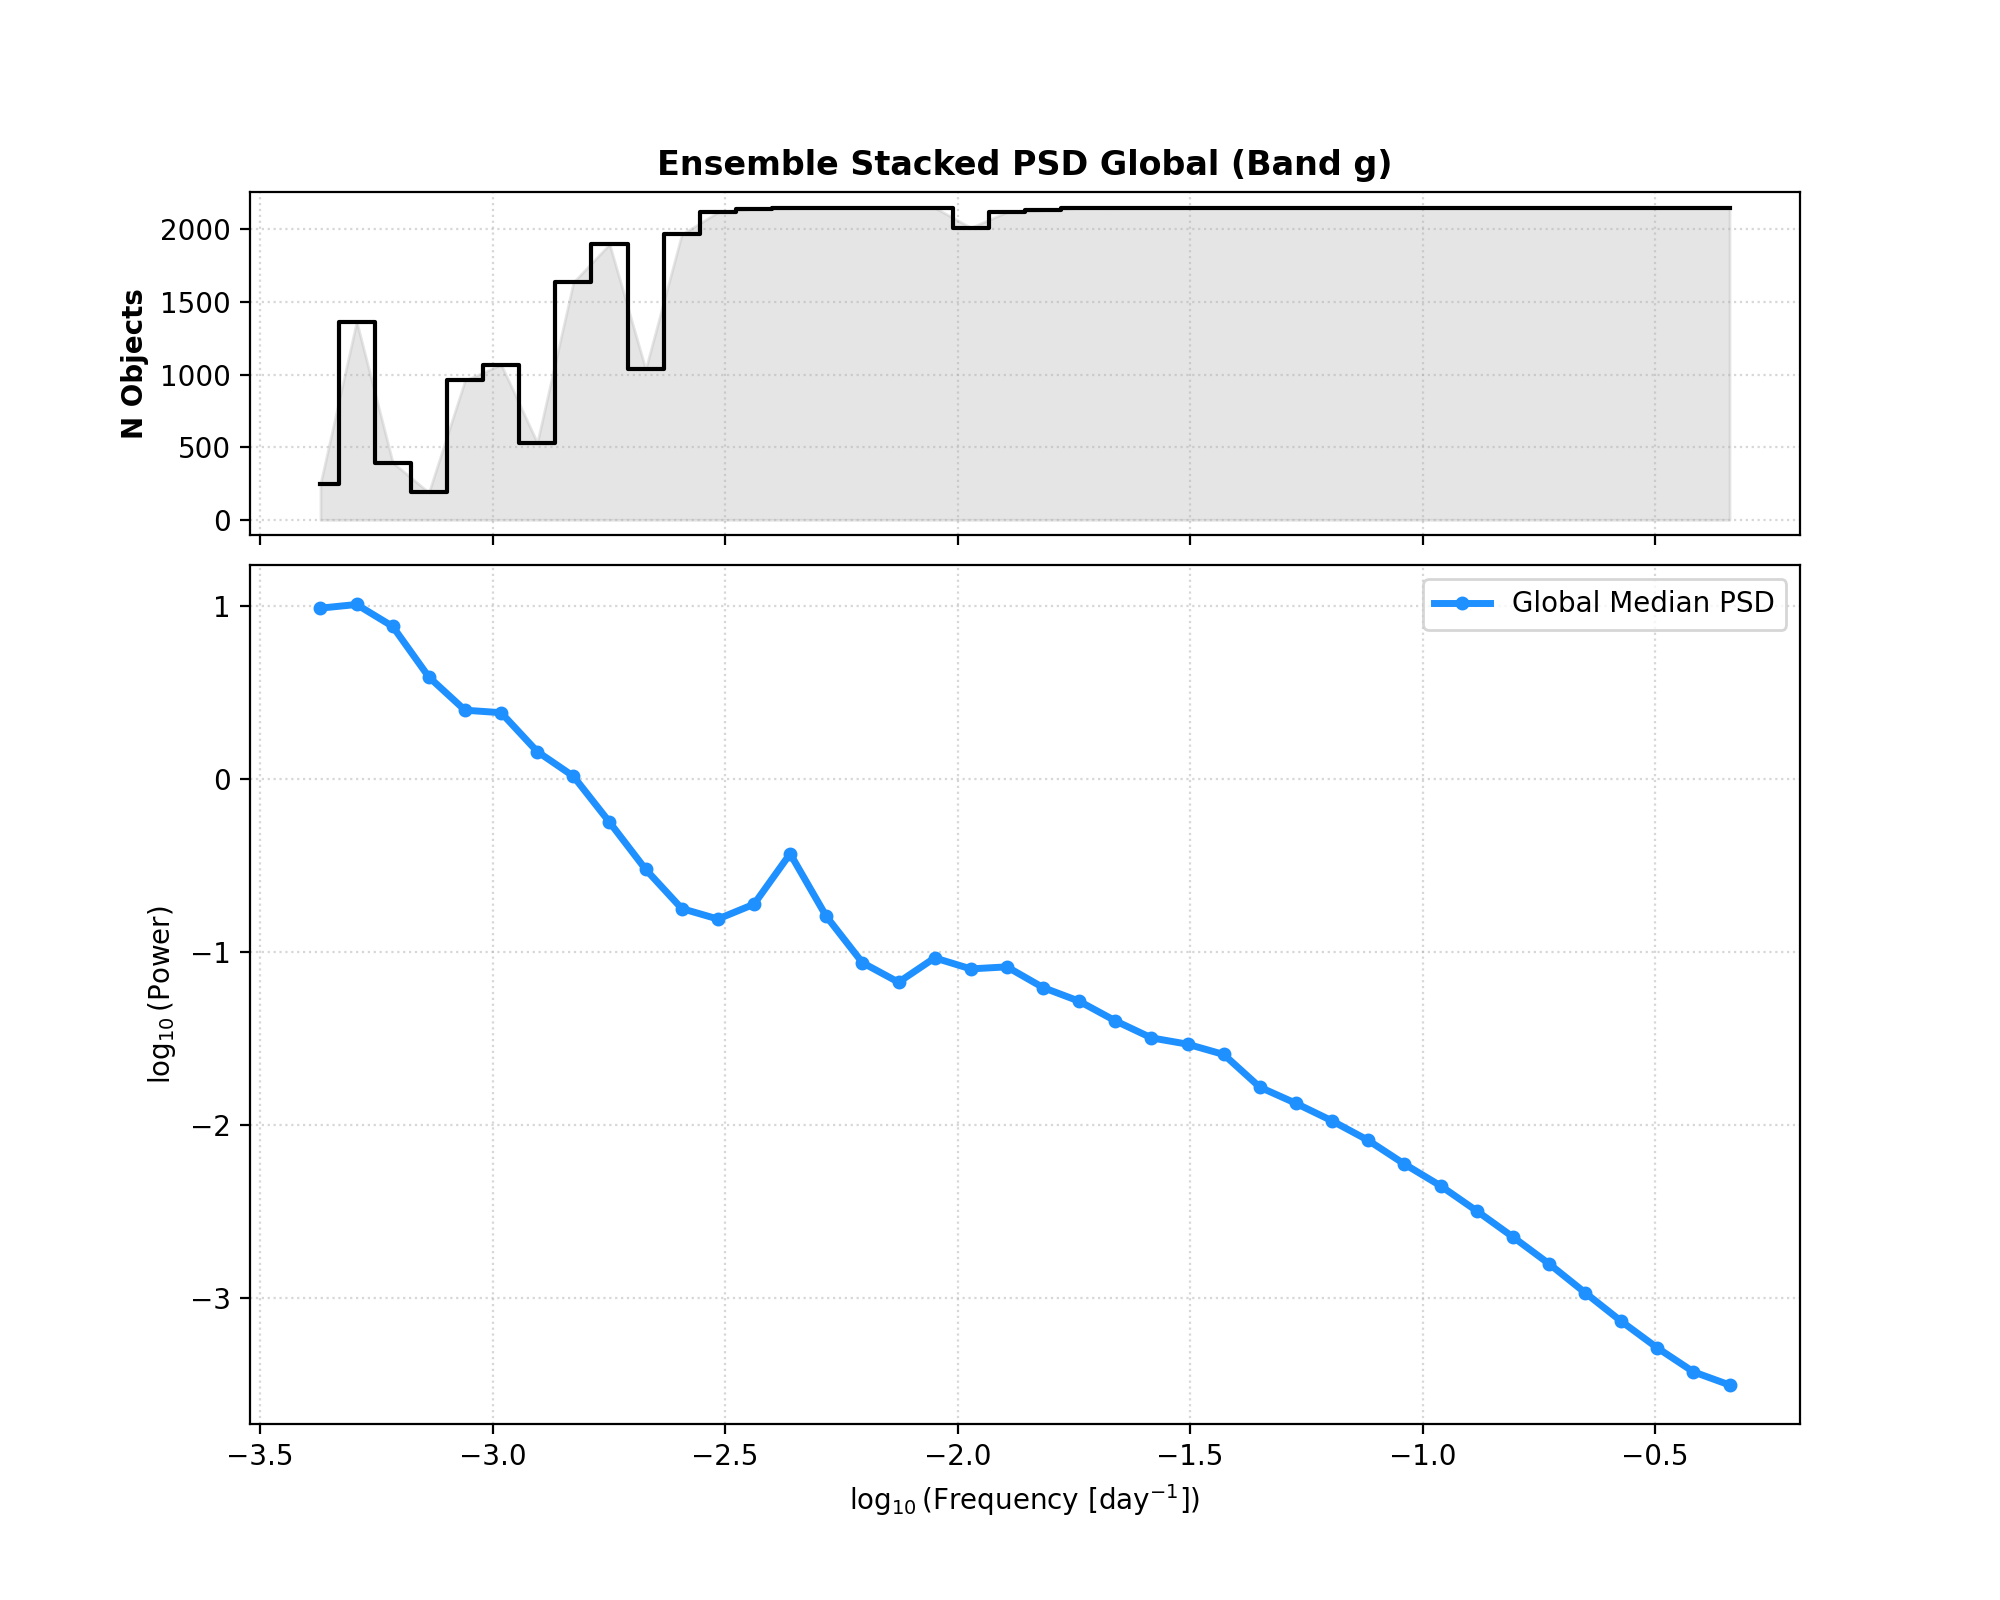 Ensemble Stacked PSD Global (Band g)
N Objects
2000
1500
1000
500
0
Global Median PSD
log₁₀(Power)
1
0
−1
−2
−3
−3.5 −3.0 −2.5 −2.0 −1.5 −1.0 −0.5
log₁₀(Frequency [day⁻¹])